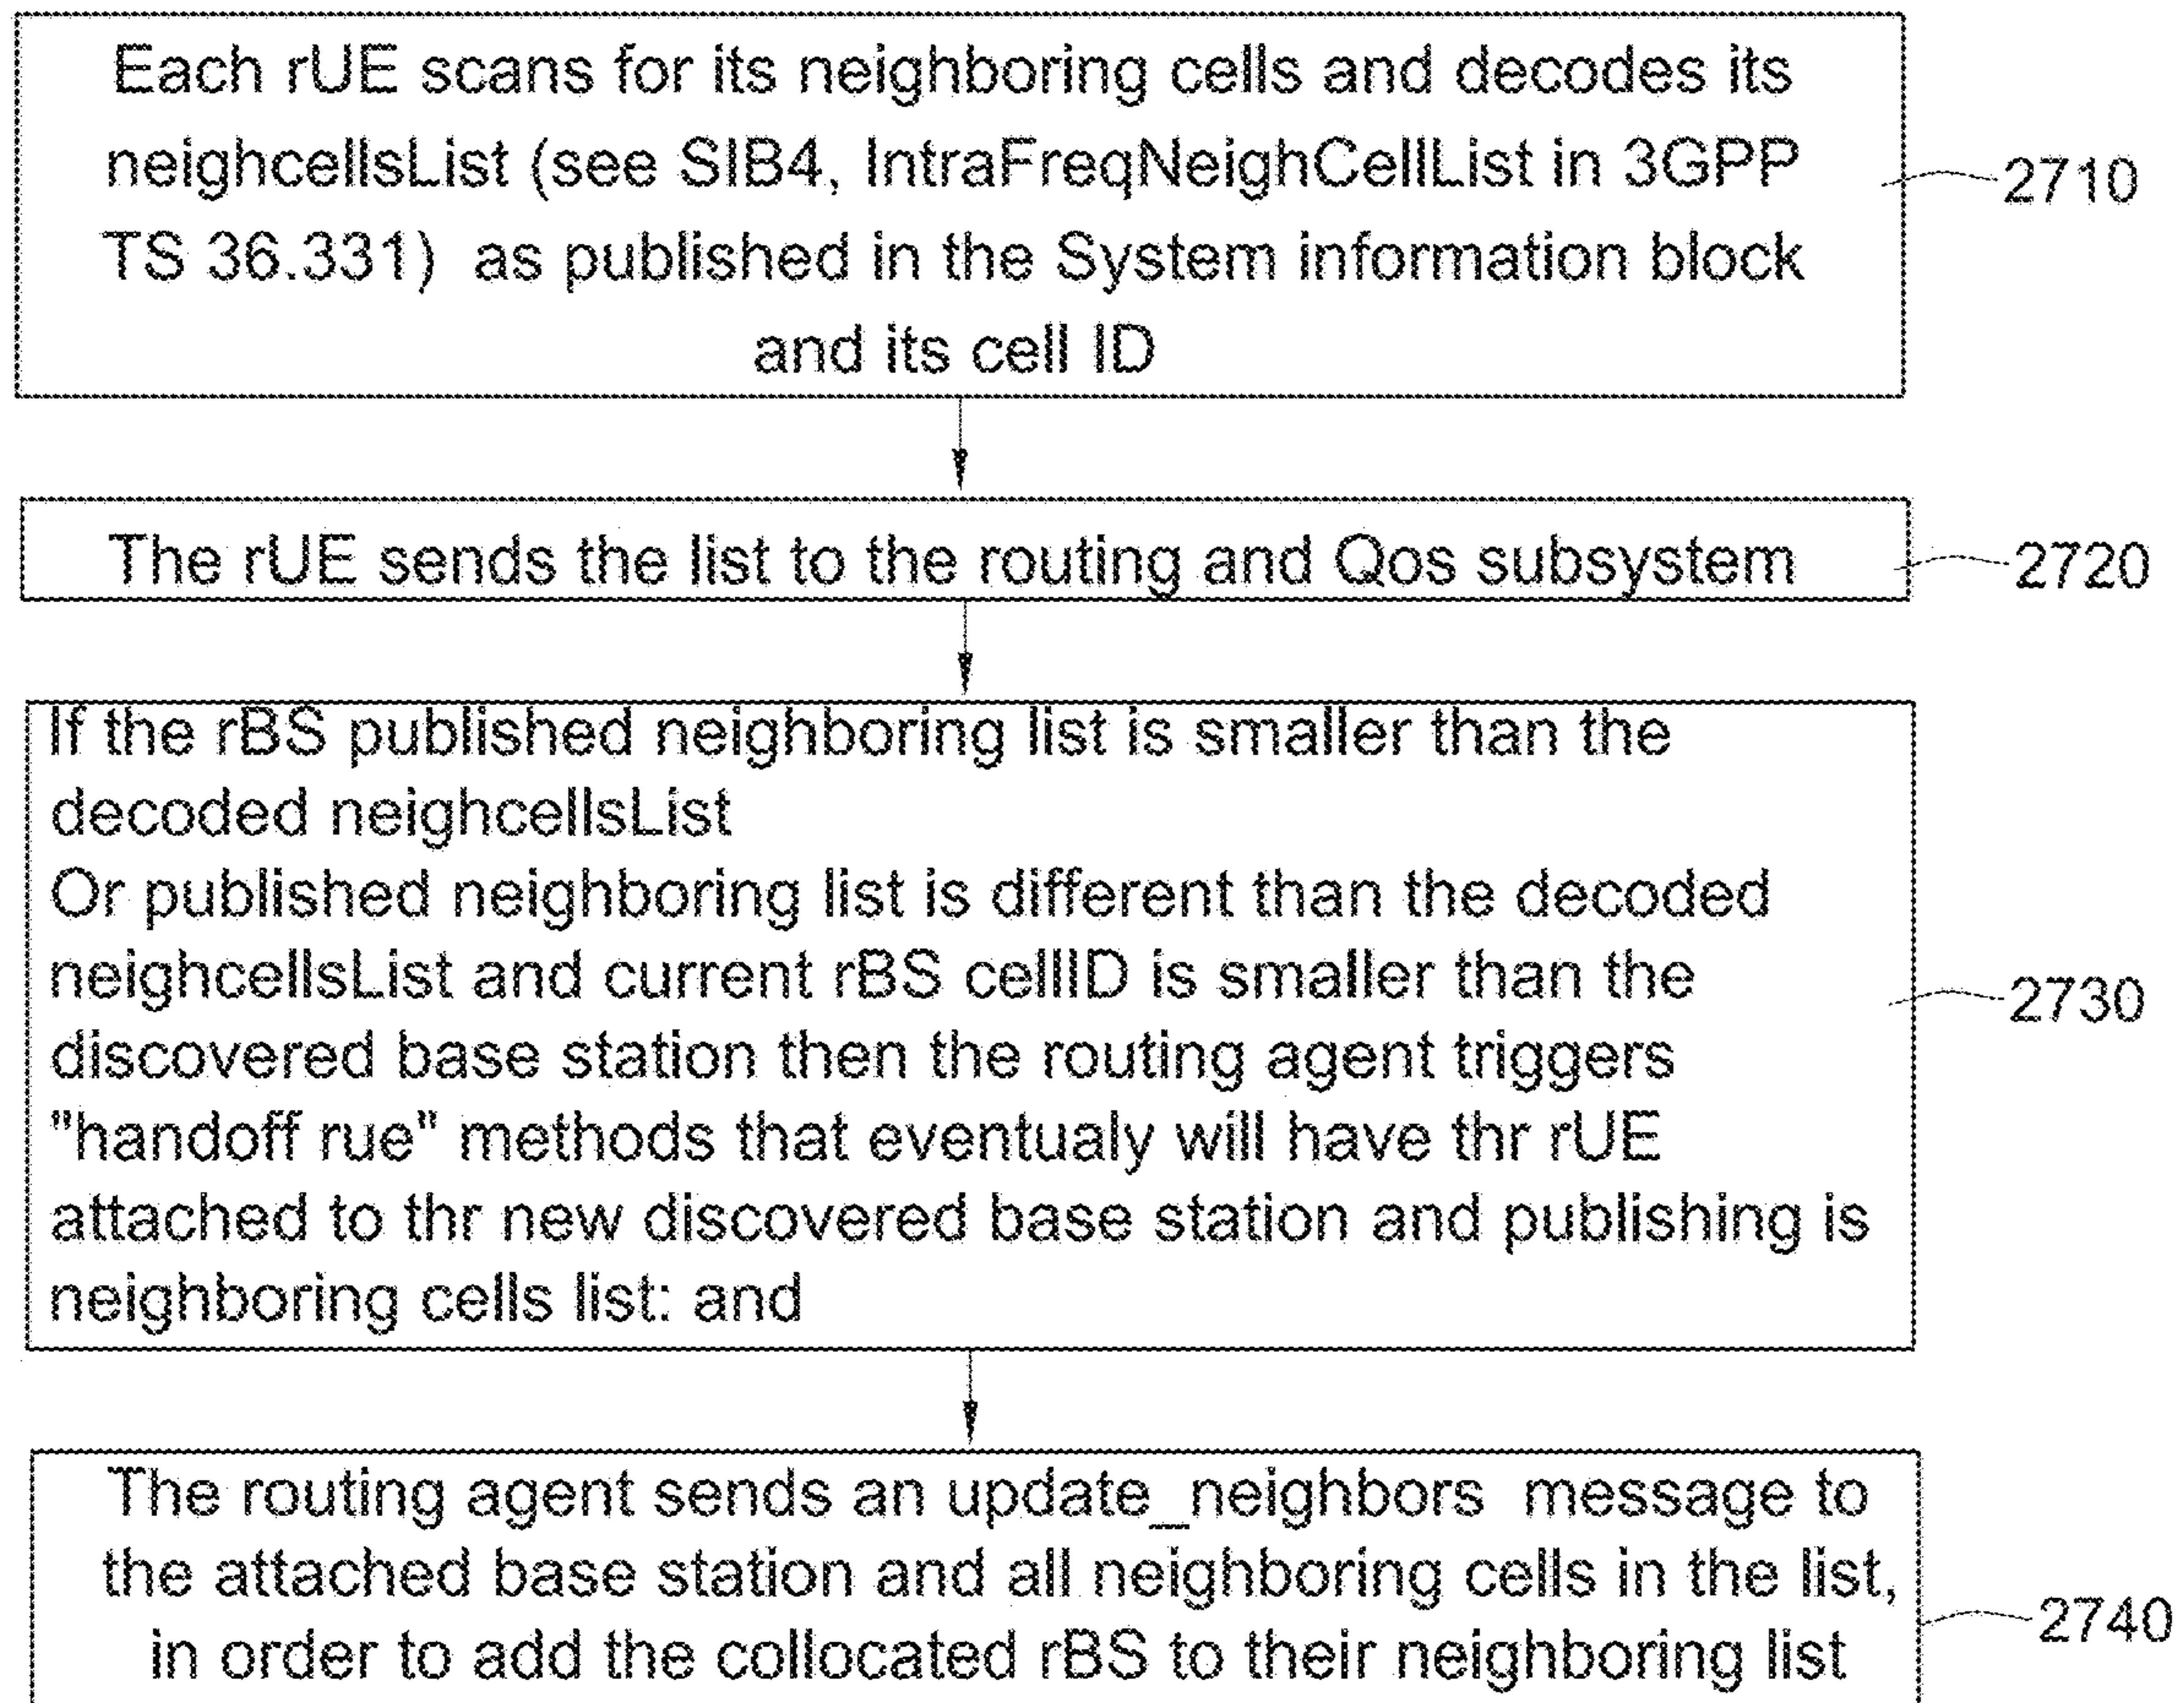 Each rUE scans for its neighboring cells and decodes its
neighcellsList (see SIB4, IntraFreqNeighCellList in 3GPP
TS 36.331) as published in the System information block
and its cell ID
2710
The rUE sends the list to the routing and Qos subsystem
2720
If the rBS published neighboring list is smaller than the
decoded neighcellsList
Or published neighboring list is different than the decoded
neighcellsList and current rBS cellID is smaller than the
discovered base station then the routing agent triggers
"handoff rue" methods that eventualy will have thr rUE
attached to thr new discovered base station and publishing is
neighboring cells list: and
2730
The routing agent sends an update_neighbors message to
the attached base station and all neighboring cells in the list,
in order to add the collocated rBS to their neighboring list
2740